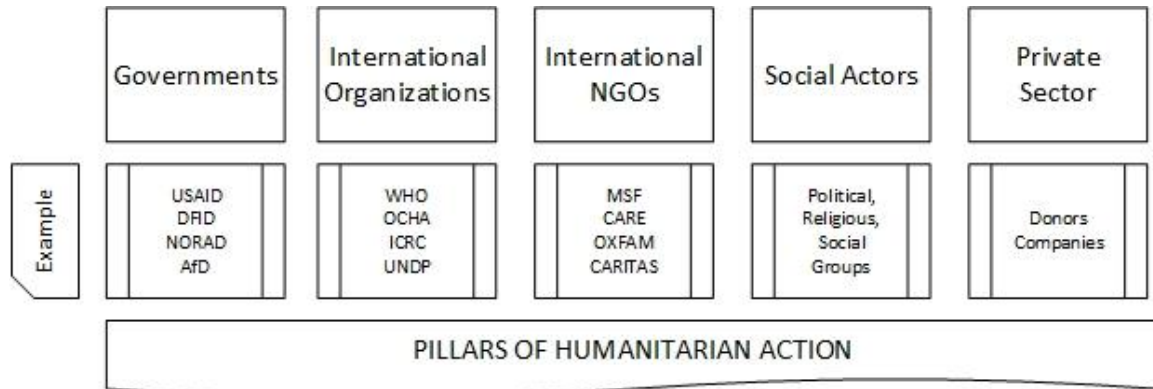 Governments
International
Organizations
International
NGOs
Social Actors
Private
Sector
Example
USAID
DFID
NORAD
AfD
WHO
OCHA
ICRC
UNDP
MSF
CARE
OXFAM
CARITAS
Political,
Religious,
Social
Groups
Donors
Companies
PILLARS OF HUMANITARIAN ACTION